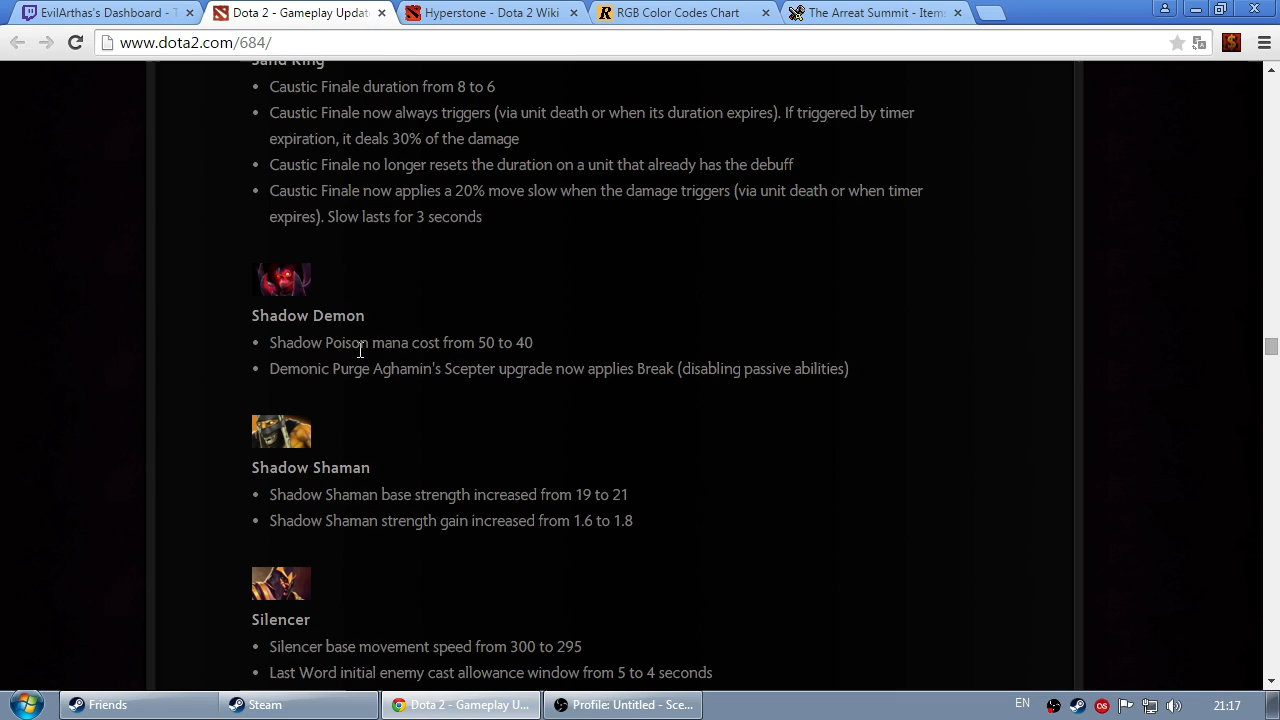 EvilArthas's Dashboard - T
Dota 2 - Gameplay Updat
Hyperstone - Dota 2 Wiki
RGB Color Codes Chart
The Arreat Summit - Item
www.dota2.com/684/
Sand King
• Caustic Finale duration from 8 to 6
• Caustic Finale now always triggers (via unit death or when its duration expires). If triggered by timer
expiration, it deals 30% of the damage
• Caustic Finale no longer resets the duration on a unit that already has the debuff
• Caustic Finale now applies a 20% move slow when the damage triggers (via unit death or when timer
expires). Slow lasts for 3 seconds
Shadow Demon
• Shadow Poison mana cost from 50 to 40
• Demonic Purge Aghamin's Scepter upgrade now applies Break (disabling passive abilities)
Shadow Shaman
• Shadow Shaman base strength increased from 19 to 21
• Shadow Shaman strength gain increased from 1.6 to 1.8
Silencer
• Silencer base movement speed from 300 to 295
• Last Word initial enemy cast allowance window from 5 to 4 seconds
Friends
Steam
Dota 2 - Gameplay U...
Profile: Untitled - Sce...
EN
21:17